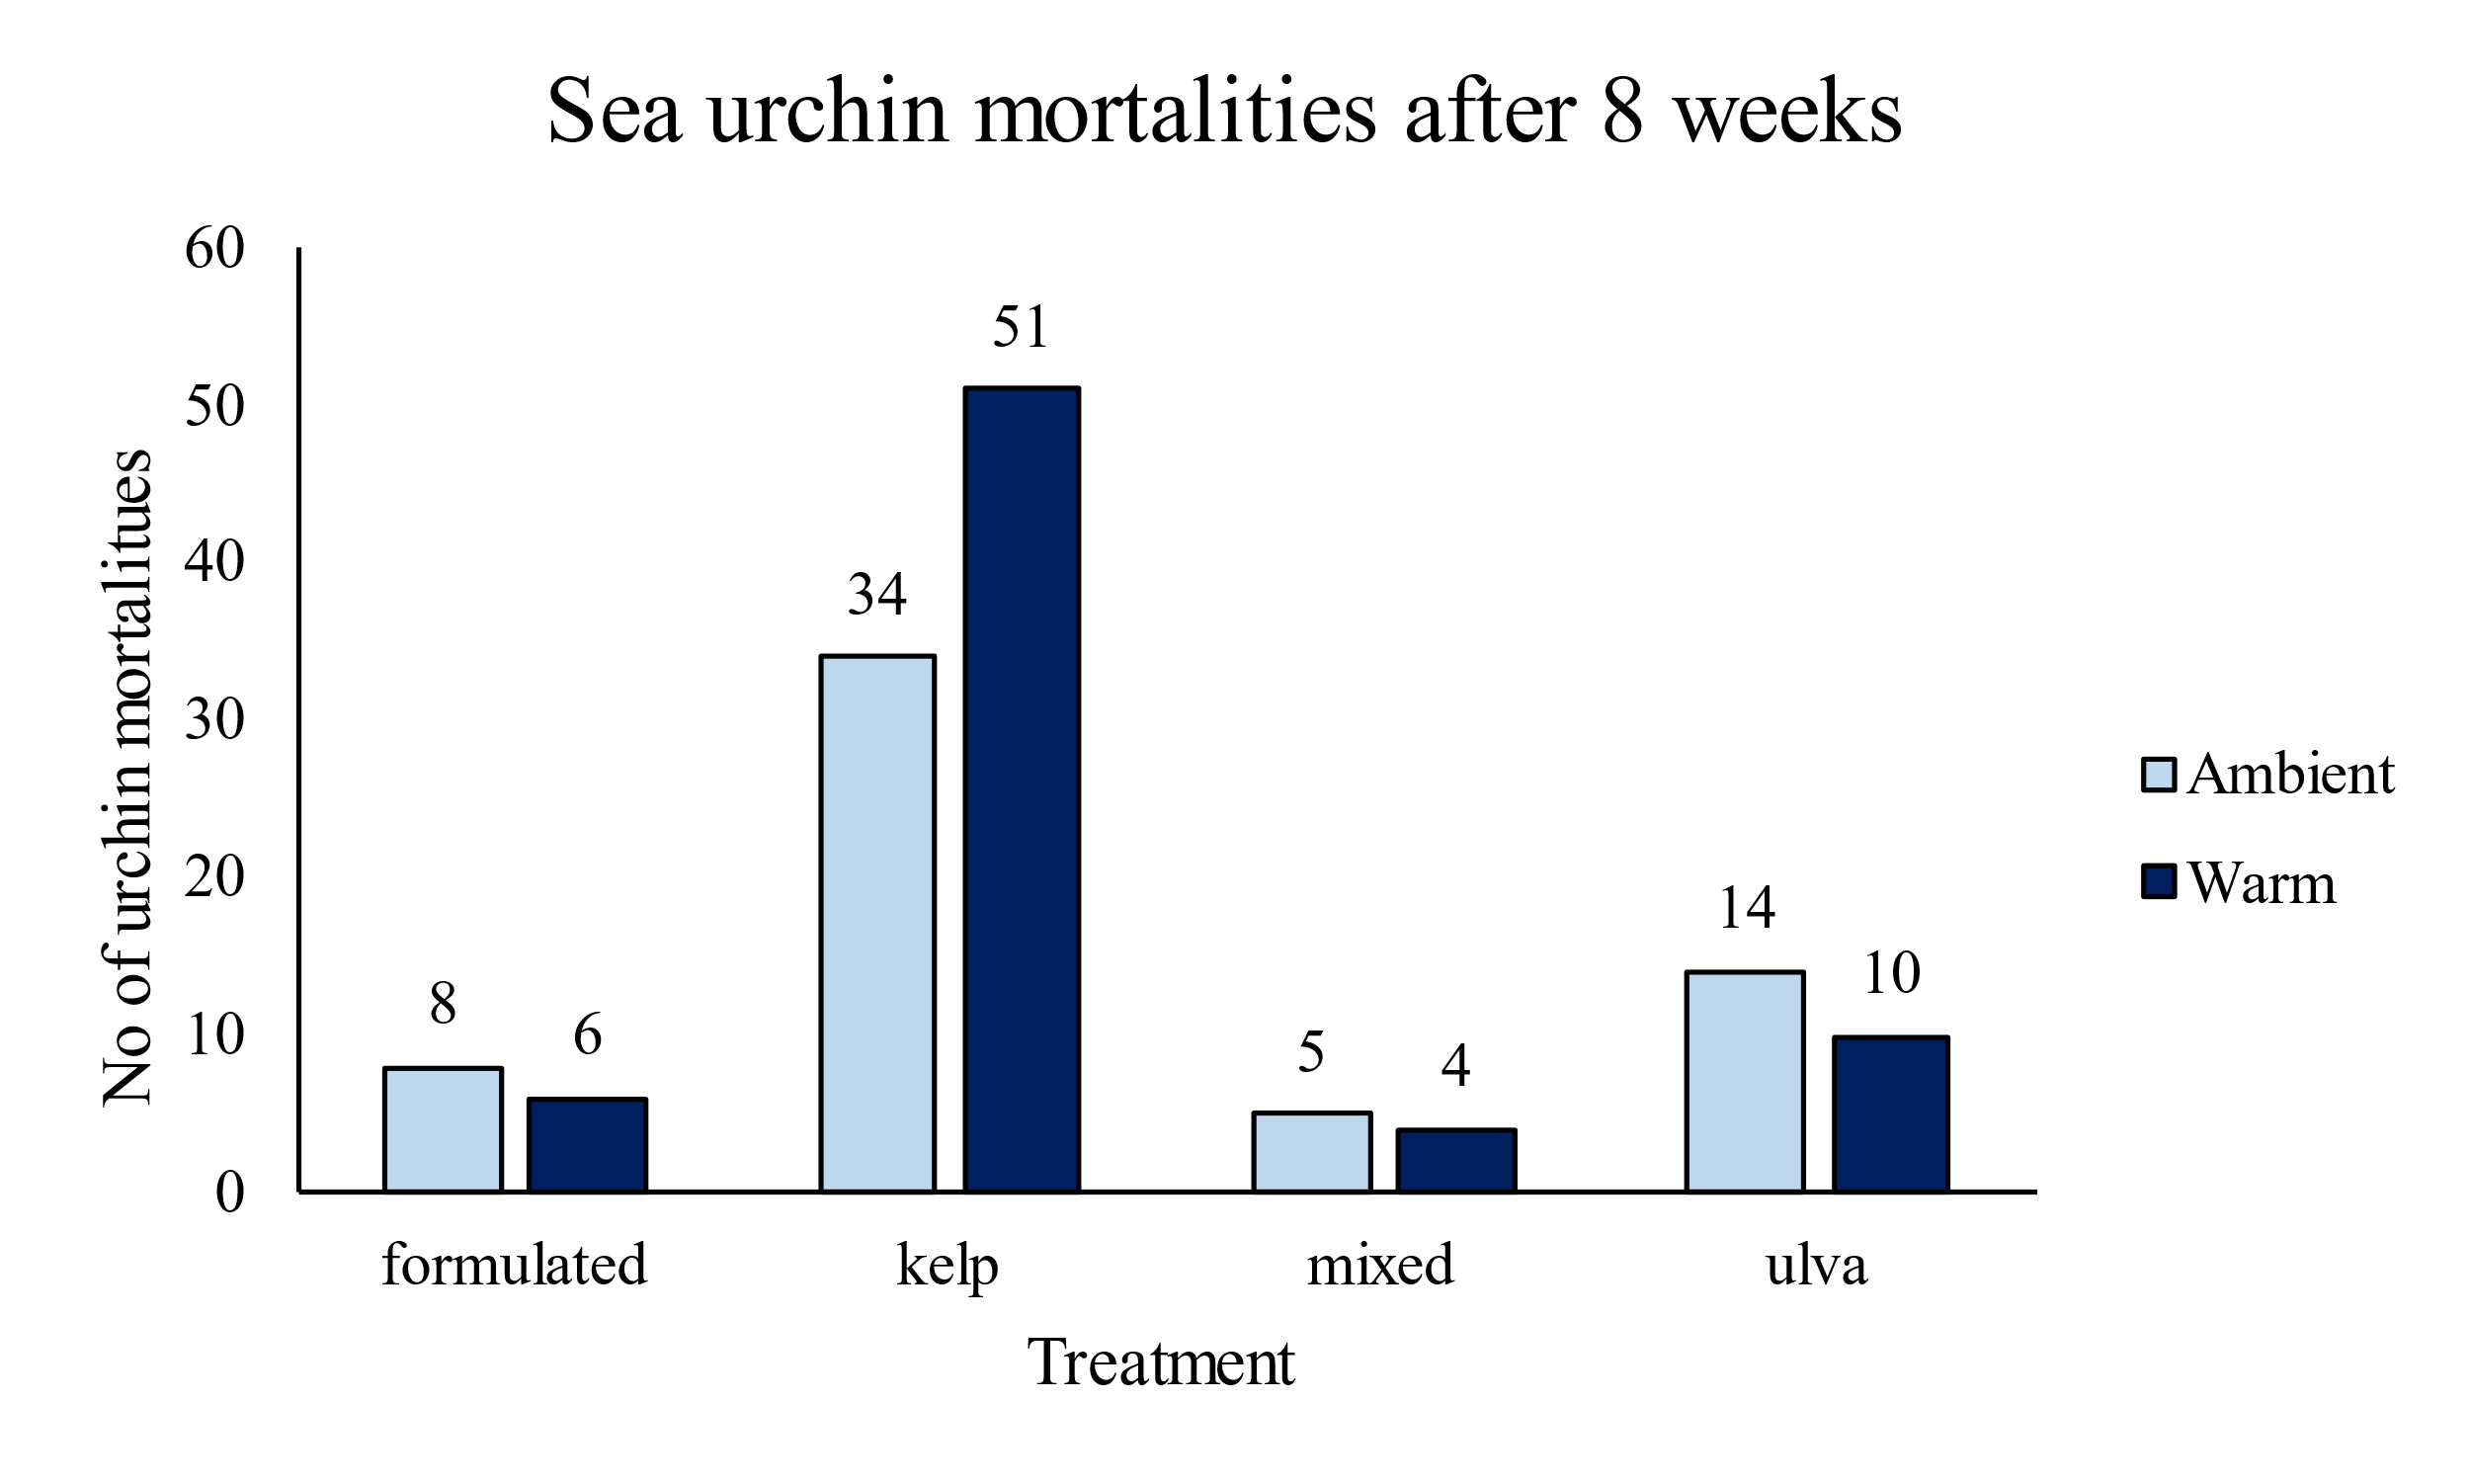 Sea urchin mortalities after 8 weeks
No of urchin mortalitues
60
50
40
30
20
10
0
8
6
34
51
5
4
14
10
formulated
kelp
mixed
ulva
Treatment
Ambient
Warm